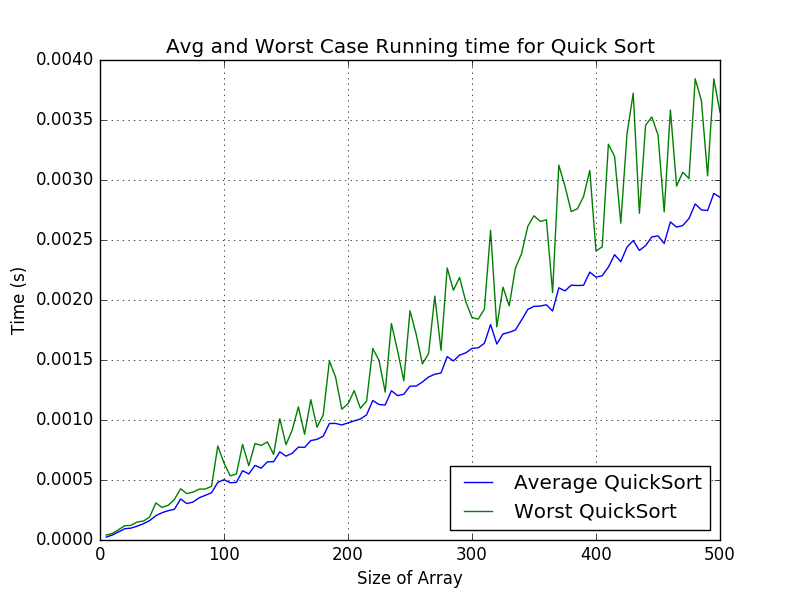 Avg and Worst Case Running time for Quick Sort
0.0040
0.0035
0.0030
0.0025
0.0020
0.0015
0.0010
0.0005
0.0000
Time (s)
0 100 200 300 400 500
Size of Array
Average QuickSort
Worst QuickSort